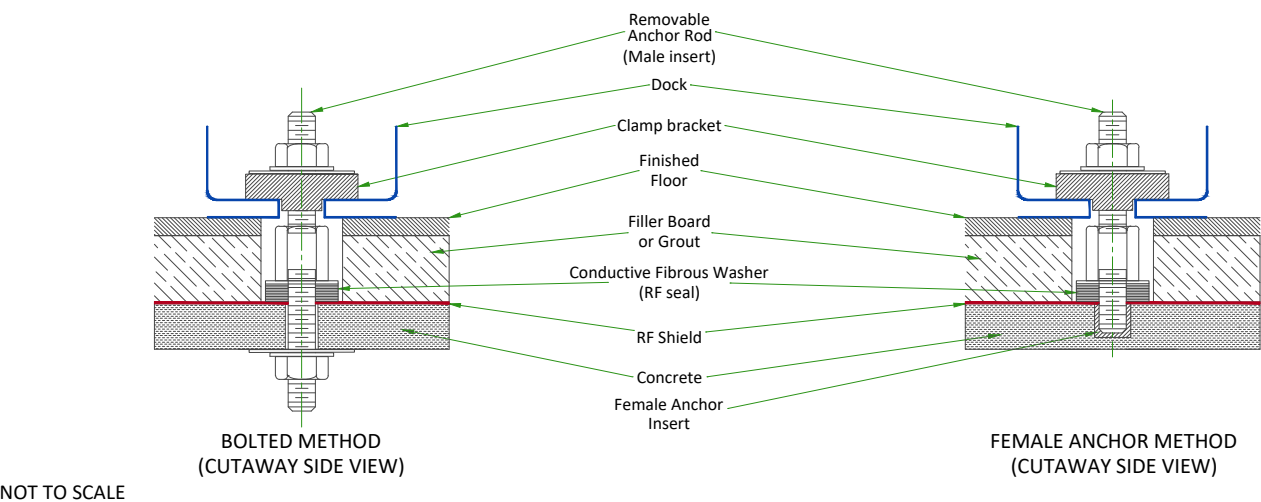 Removable
Anchor Rod
(Male insert)
Dock
Clamp bracket
Finished
Floor
Filler Board
or Grout
Conductive Fibrous Washer
(RF seal)
RF Shield
Concrete
Female Anchor
Insert
BOLTED METHOD
(CUTAWAY SIDE VIEW)
FEMALE ANCHOR METHOD
(CUTAWAY SIDE VIEW)
NOT TO SCALE